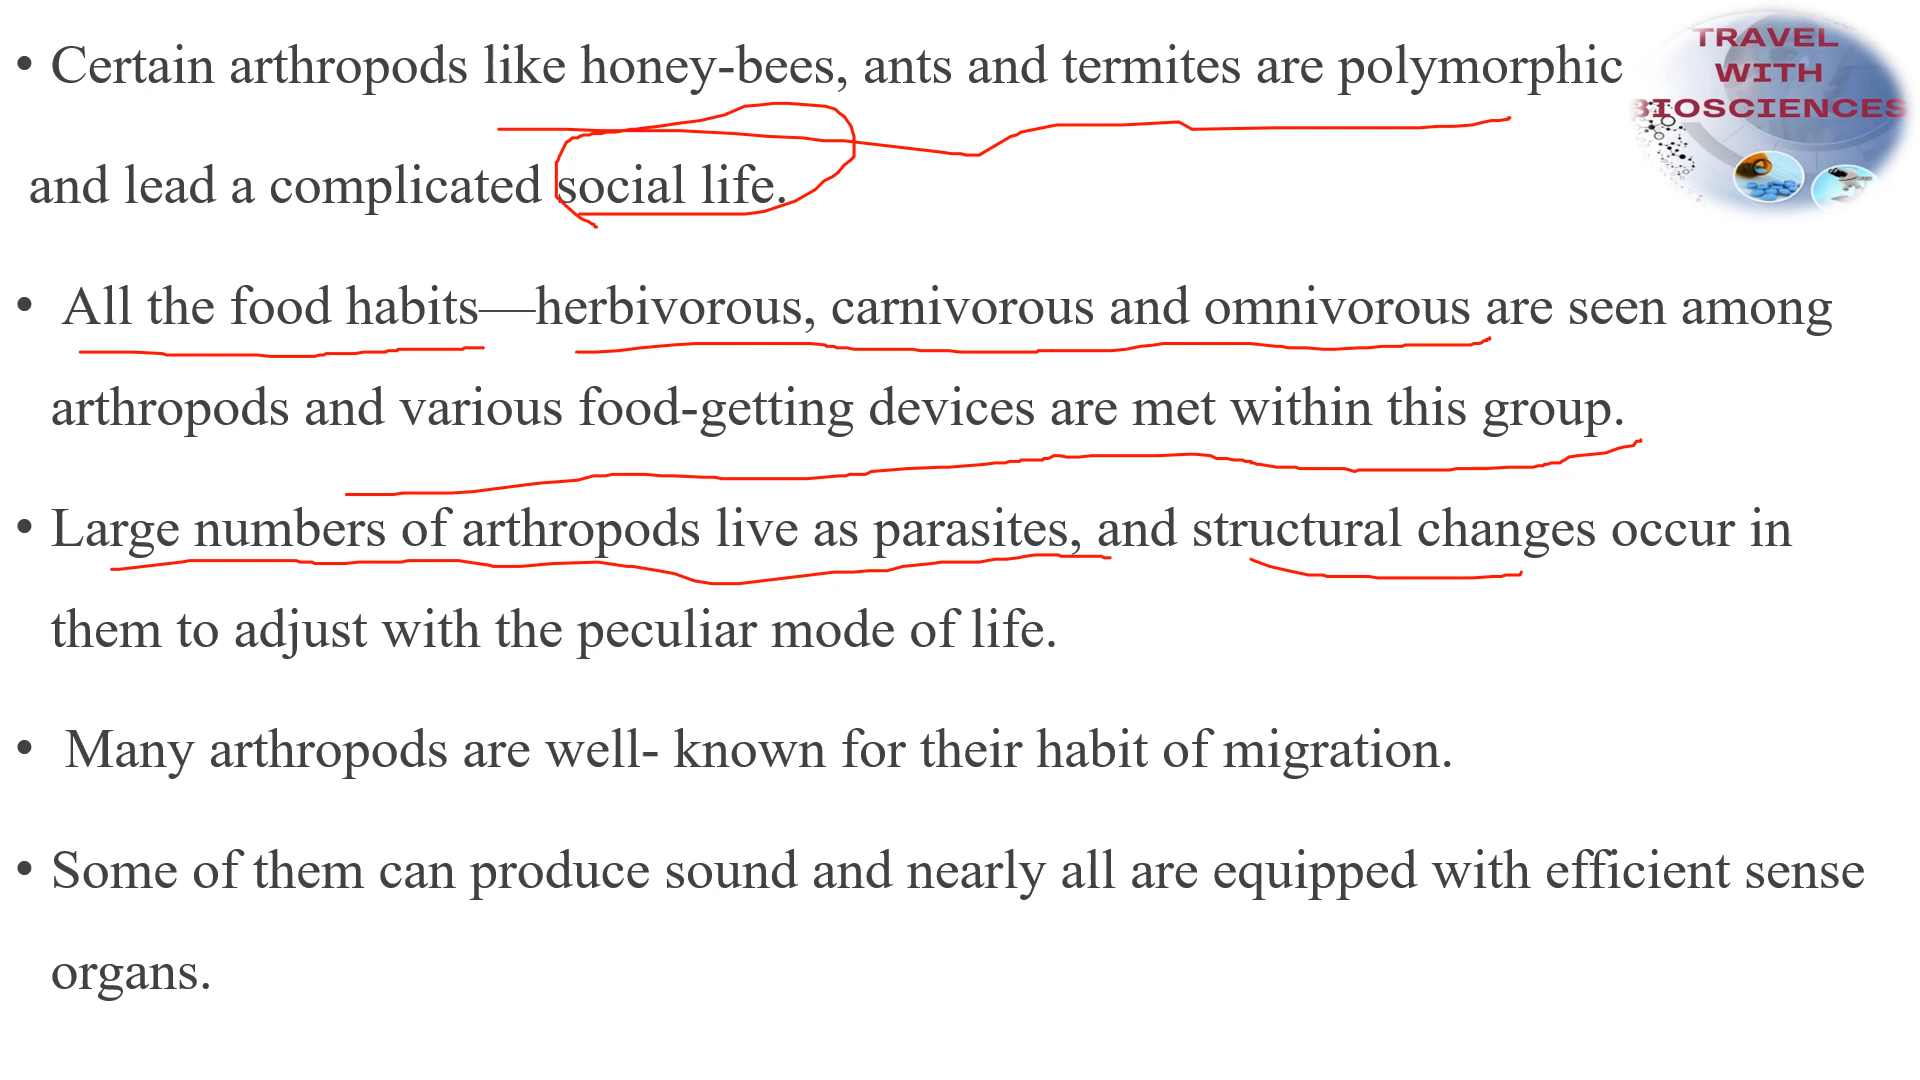 • Certain arthropods like honey-bees, ants and termites are polymorphic
and lead a complicated social life.
• All the food habits—herbivorous, carnivorous and omnivorous are seen among
arthropods and various food-getting devices are met within this group.
• Large numbers of arthropods live as parasites, and structural changes occur in
them to adjust with the peculiar mode of life.
• Many arthropods are well- known for their habit of migration.
• Some of them can produce sound and nearly all are equipped with efficient sense
organs.
TRAVEL
WITH
BIOSCIENCES